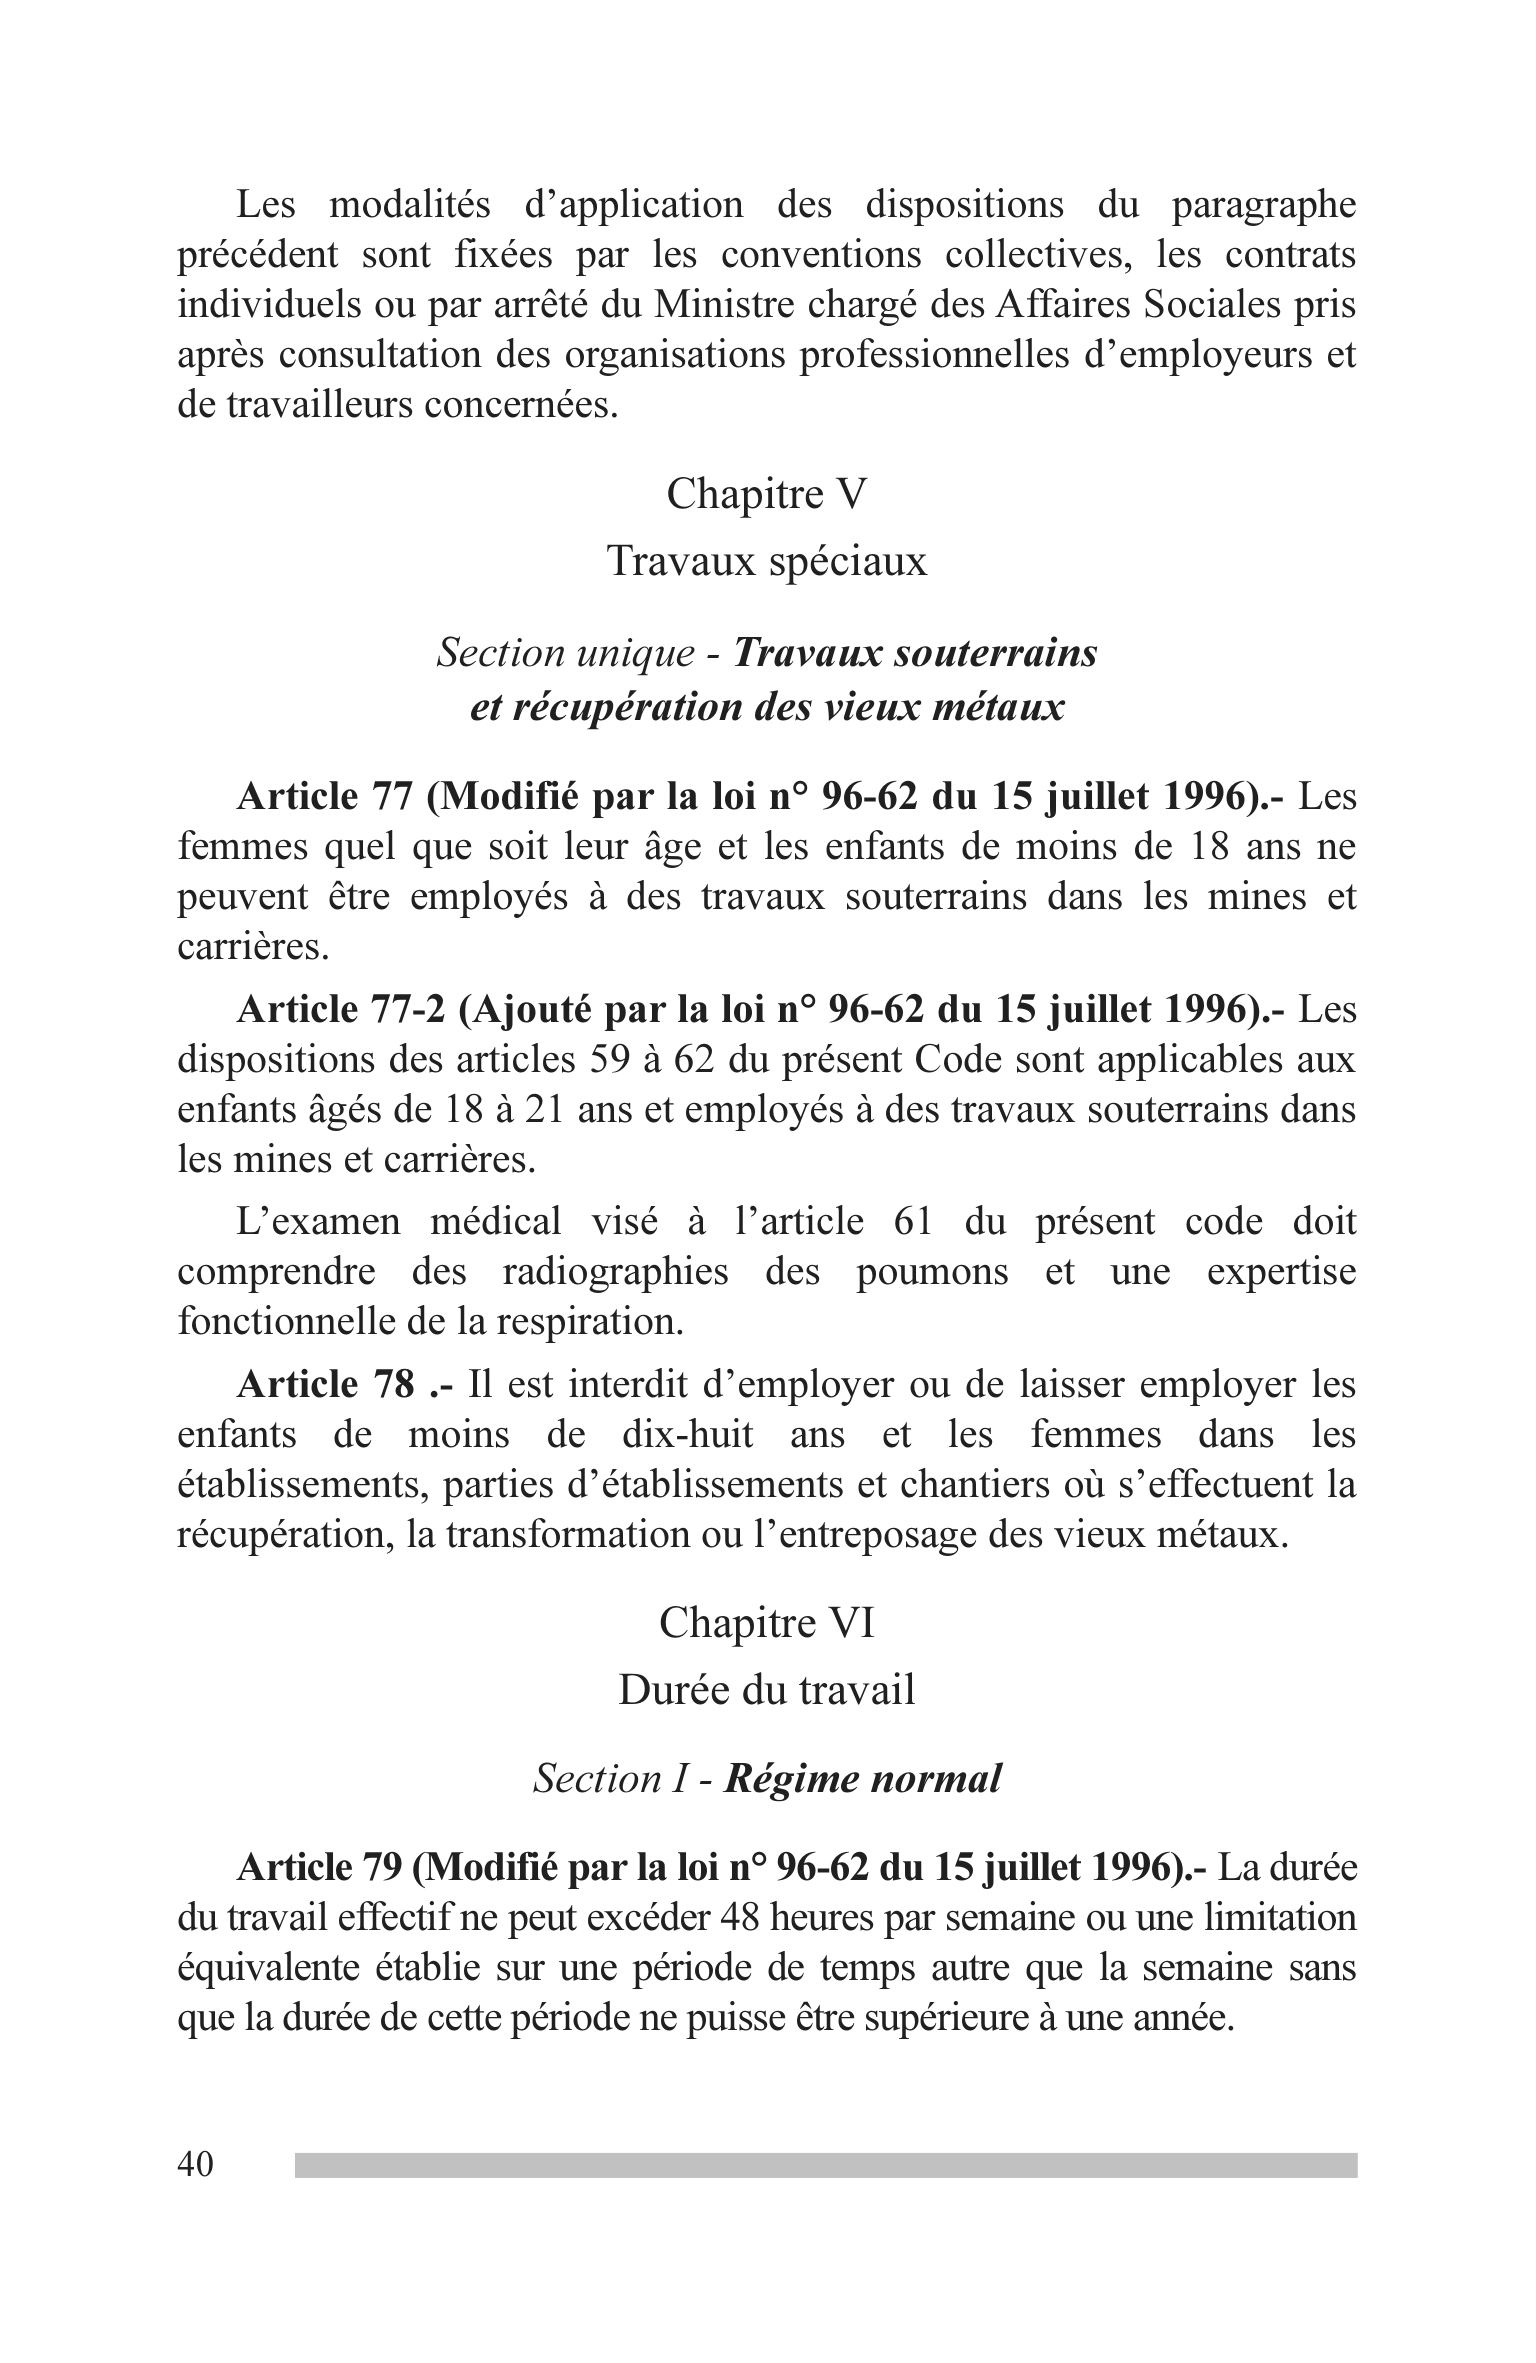 Les modalités d’application des dispositions du paragraphe
précédent sont fixées par les conventions collectives, les contrats
individuels ou par arrêté du Ministre chargé des Affaires Sociales pris
après consultation des organisations professionnelles d’employeurs et
de travailleurs concernées.
Chapitre V
Travaux spéciaux
Section unique - Travaux souterrains
et récupération des vieux métaux
Article 77 (Modifié par la loi n° 96-62 du 15 juillet 1996).- Les
femmes quel que soit leur âge et les enfants de moins de 18 ans ne
peuvent être employés à des travaux souterrains dans les mines et
carrières.
Article 77-2 (Ajouté par la loi n° 96-62 du 15 juillet 1996).- Les
dispositions des articles 59 à 62 du présent Code sont applicables aux
enfants âgés de 18 à 21 ans et employés à des travaux souterrains dans
les mines et carrières.
L’examen médical visé à l’article 61 du présent code doit
comprendre des radiographies des poumons et une expertise
fonctionnelle de la respiration.
Article 78 .- Il est interdit d’employer ou de laisser employer les
enfants de moins de dix-huit ans et les femmes dans les
établissements, parties d’établissements et chantiers où s’effectuent la
récupération, la transformation ou l’entreposage des vieux métaux.
Chapitre VI
Durée du travail
Section I - Régime normal
Article 79 (Modifié par la loi n° 96-62 du 15 juillet 1996).- La durée
du travail effectif ne peut excéder 48 heures par semaine ou une limitation
équivalente établie sur une période de temps autre que la semaine sans
que la durée de cette période ne puisse être supérieure à une année.
40